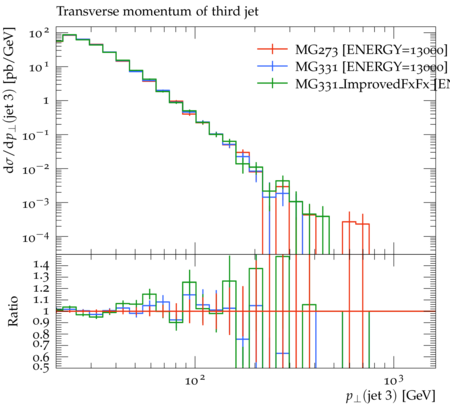 Transverse momentum of third jet
dσ/dp⊥(jet 3) [pb/GeV]
10²
10¹
1
10⁻¹
10⁻²
10⁻³
10⁻⁴
MG273 [ENERGY=13000]
MG331 [ENERGY=13000]
MG331_ImprovedFxFx [EN
Ratio
1.4
1.3
1.2
1.1
1
0.9
0.8
0.7
0.6
0.5
10²
10³
p⊥(jet 3) [GeV]